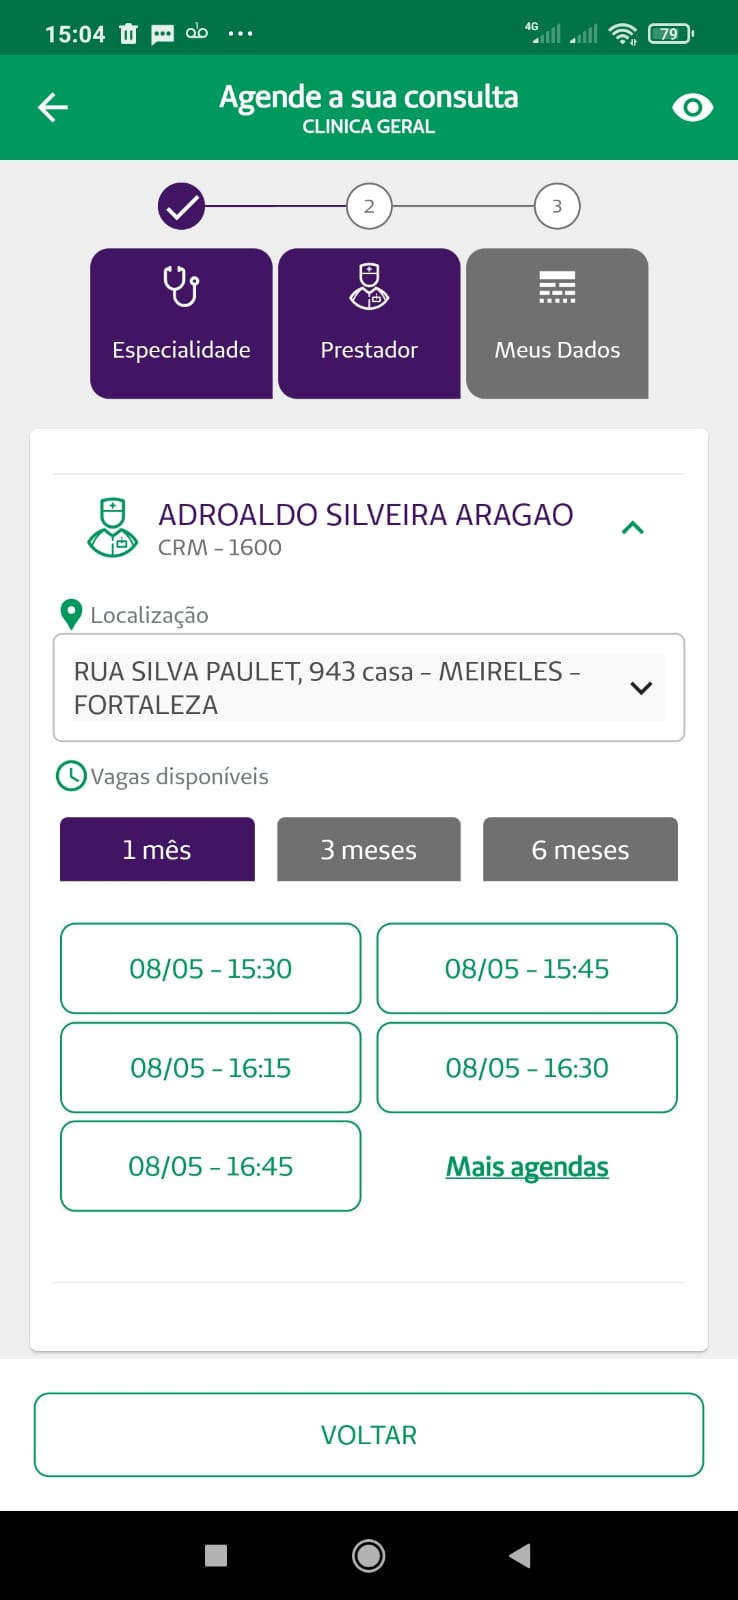 15:04
4G
79
Agende a sua consulta
CLINICA GERAL
2
3
Especialidade
Prestador
Meus Dados
ADROALDO SILVEIRA ARAGAO
CRM - 1600
Localização
RUA SILVA PAULET, 943 casa - MEIRELES -
FORTALEZA
Vagas disponíveis
1 mês
3 meses
6 meses
08/05 - 15:30
08/05 - 15:45
08/05 - 16:15
08/05 - 16:30
08/05 - 16:45
Mais agendas
VOLTAR